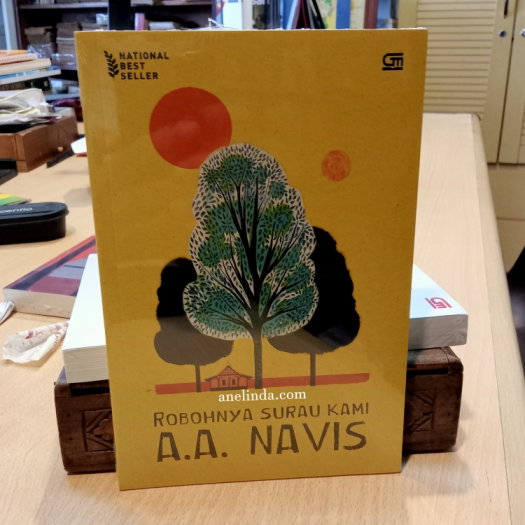 NATIONAL
BEST
SELLER
anelinda.com
ROBOHNYA SURAU KAMI
A.A. NAVIS